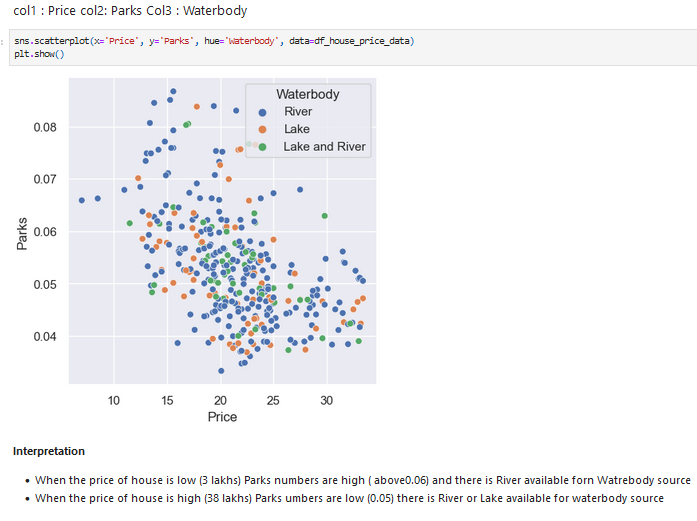 col1 : Price col2: Parks Col3 : Waterbody
sns.scatterplot(x='Price', y='Parks', hue='Waterbody', data=df_house_price_data)
plt.show()
Waterbody
River
Lake
Lake and River
0.08
0.07
0.06
0.05
0.04
Parks
10 15 20 25 30
Price
Interpretation
• When the price of house is low (3 lakhs) Parks numbers are high ( above0.06) and there is River available forn Watrebody source
• When the price of house is high (38 lakhs) Parks umbers are low (0.05) there is River or Lake available for waterbody source